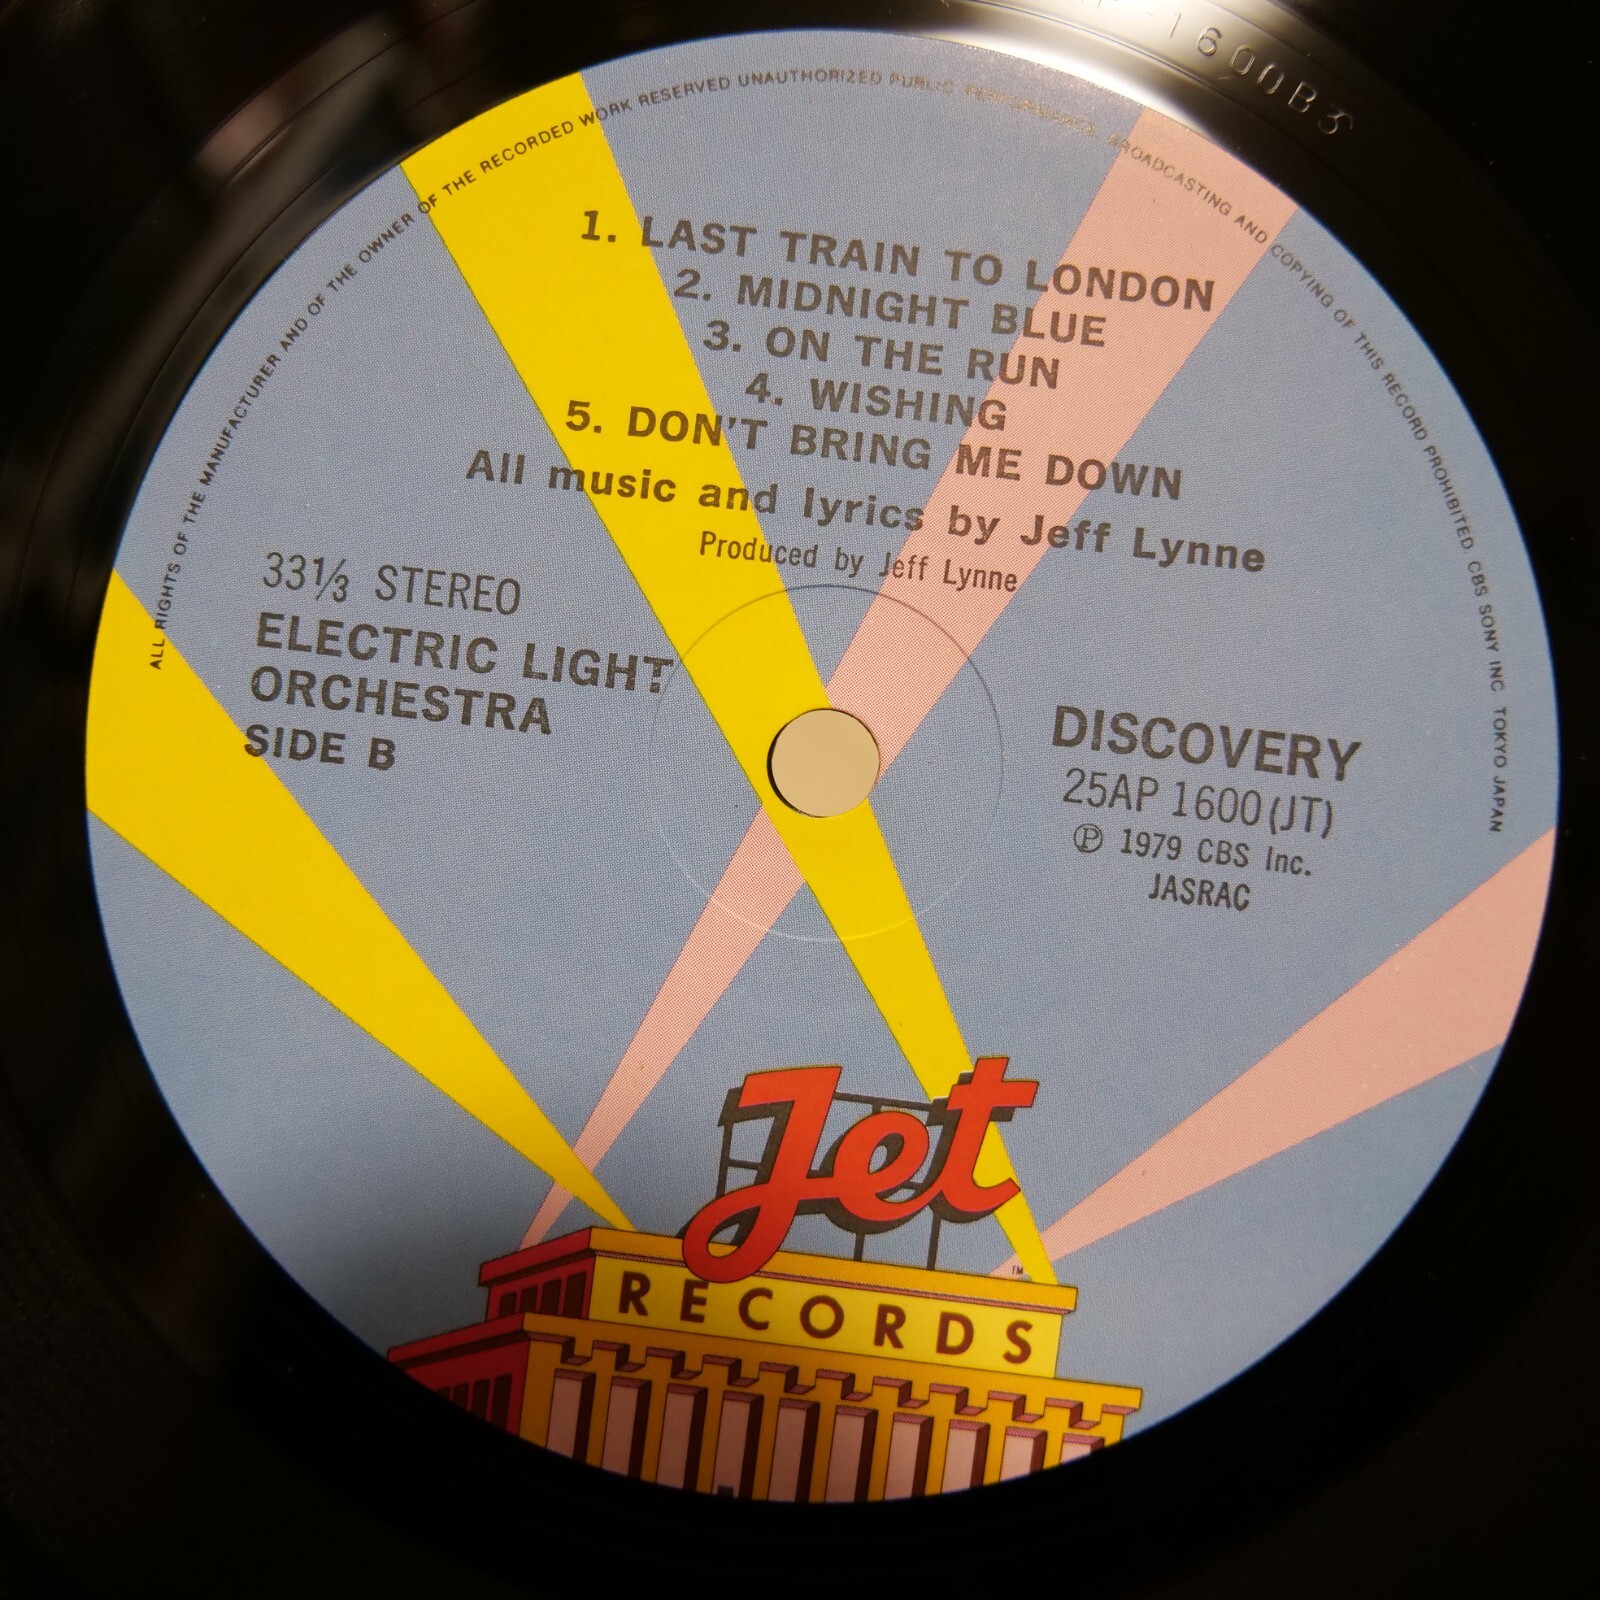 1600B3
ALL RIGHTS OF THE MANUFACTURER AND OF THE OWNER OF THE RECORDED WORK RESERVED UNAUTHORIZED PUBLIC PERFORMANCE, BROADCASTING AND COPYING OF THIS RECORD PROHIBITED. CBS SONY INC TOKYO JAPAN
1. LAST TRAIN TO LONDON
2. MIDNIGHT BLUE
3. ON THE RUN
4. WISHING
5. DON'T BRING ME DOWN
All music and lyrics by Jeff Lynne
Produced by Jeff Lynne
33⅓ STEREO
ELECTRIC LIGHT
ORCHESTRA
SIDE B
DISCOVERY
25AP 1600(JT)
℗ 1979 CBS Inc.
JASRAC
Jet
TM
RECORDS